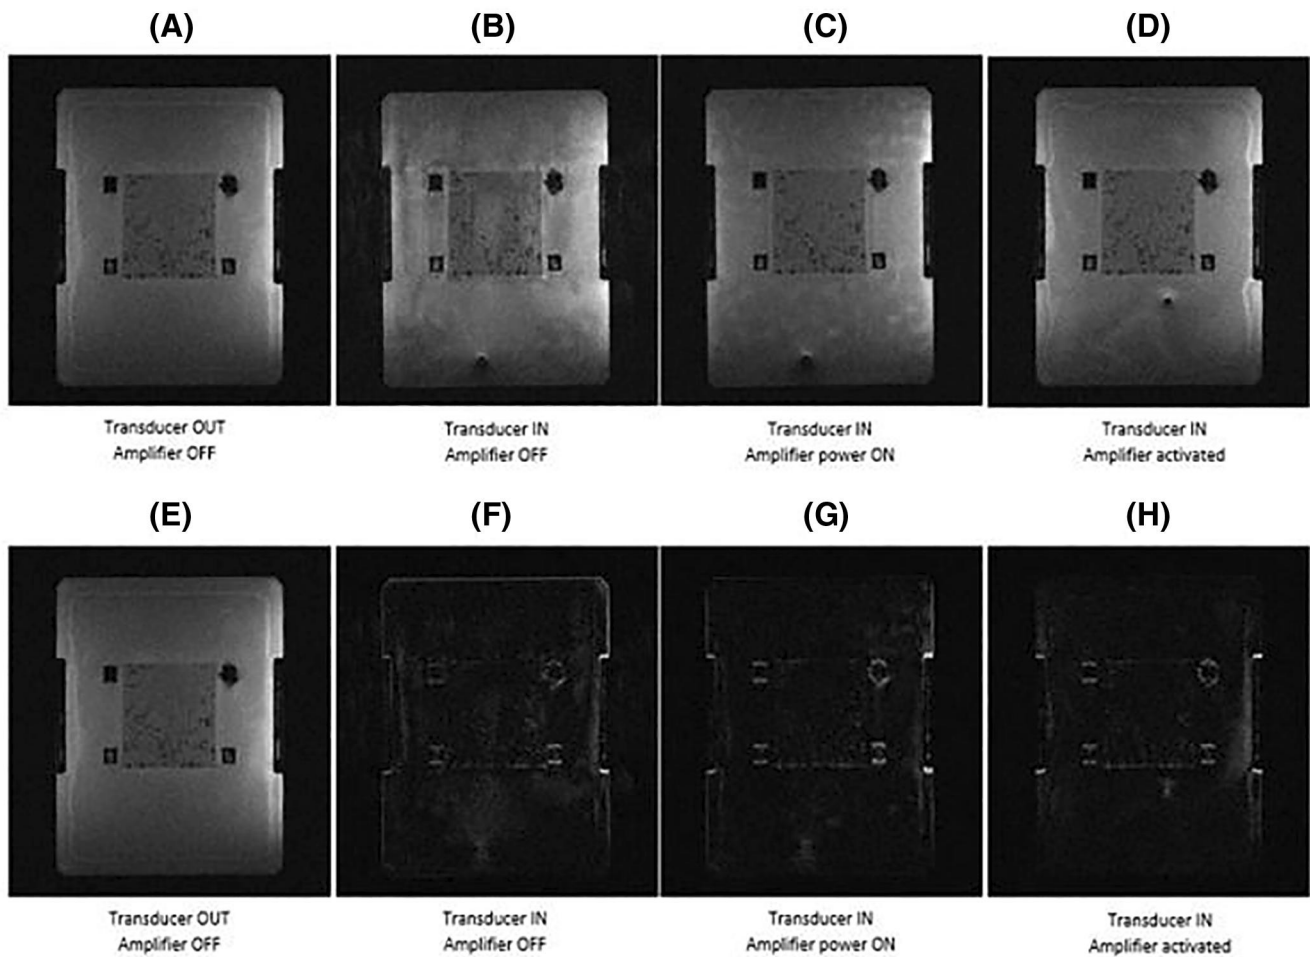 (A) (B) (C) (D)
Transducer OUT Transducer IN Transducer IN Transducer IN
Amplifier OFF Amplifier OFF Amplifier power ON Amplifier activated
(E) (F) (G) (H)
Transducer OUT Transducer IN Transducer IN Transducer IN
Amplifier OFF Amplifier OFF Amplifier power ON Amplifier activated